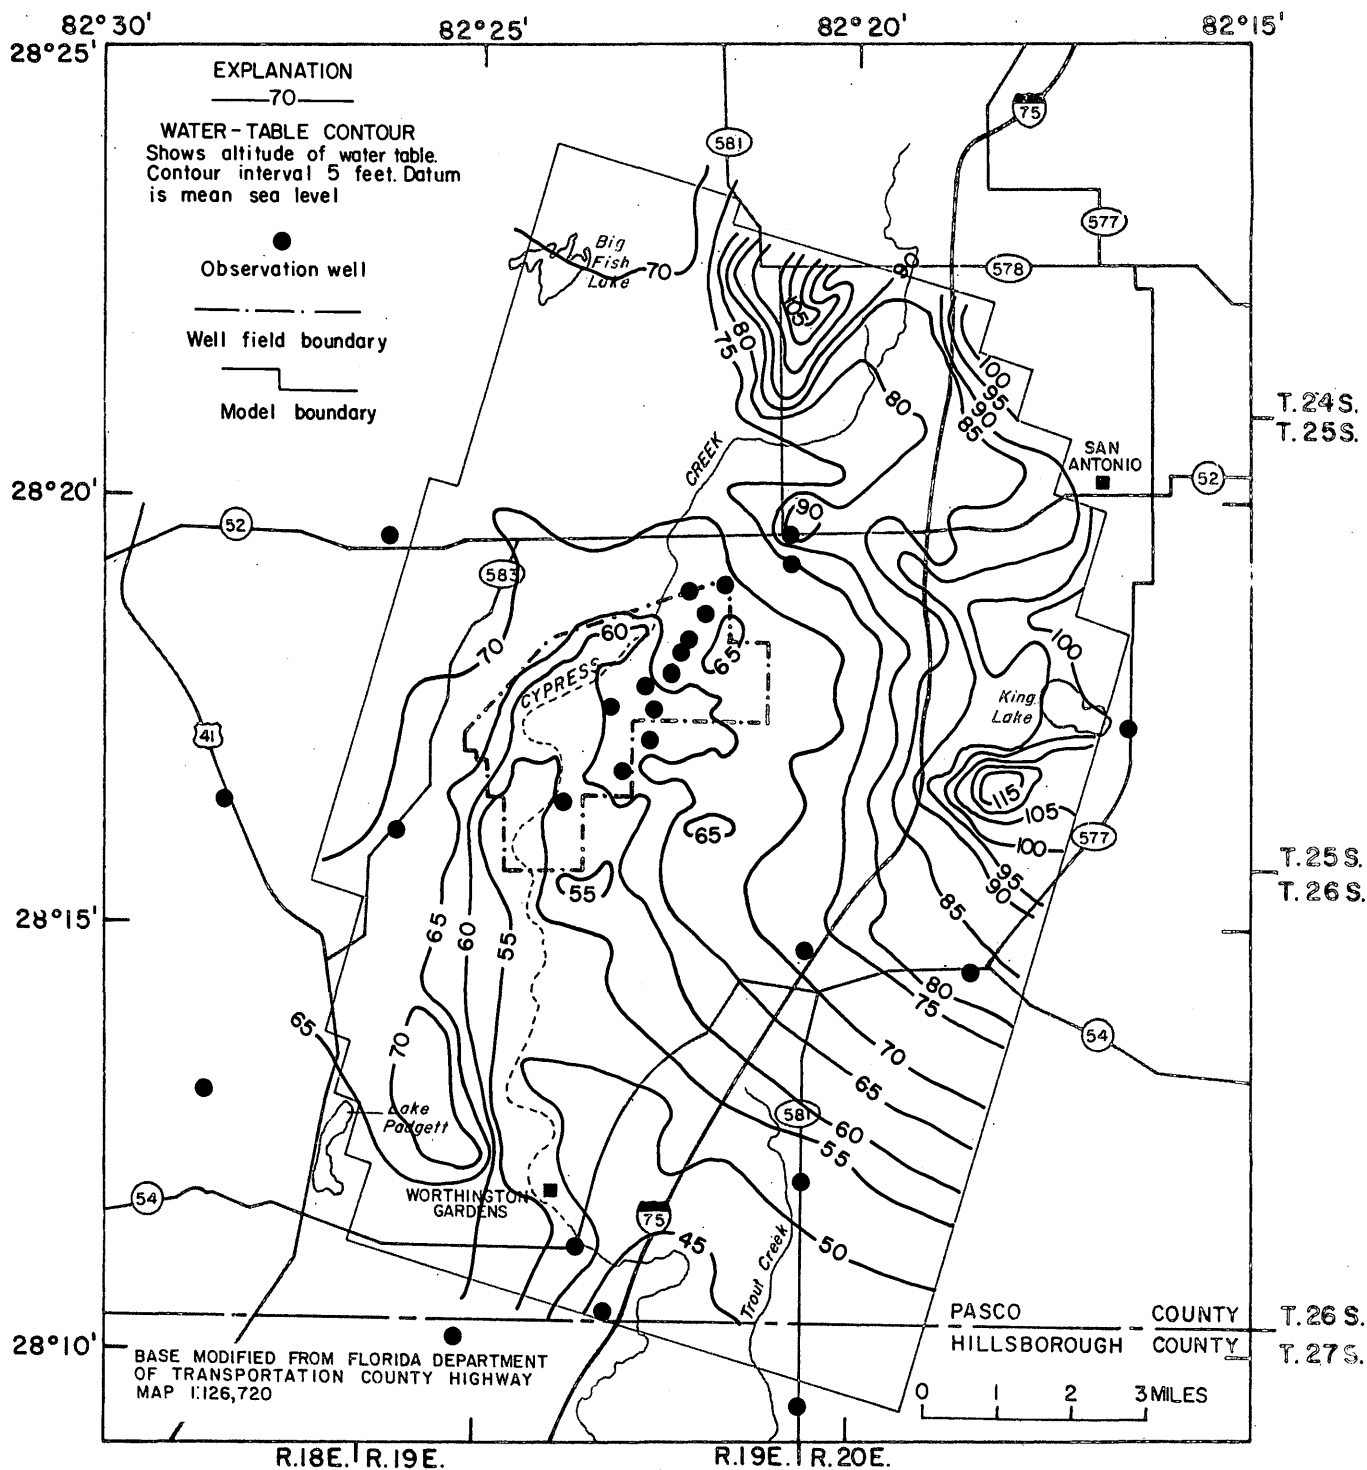 82°30' 82°25' 82°20' 82°15'
28°25'
EXPLANATION
70
WATER-TABLE CONTOUR
Shows altitude of water table.
Contour interval 5 feet. Datum
is mean sea level
Observation well
Well field boundary
Model boundary
75
581
577
578
Big
Fish
Lake
70
80
105
80
75
100
95
90
85
80
T.24S.
T.25S.
SAN
ANTONIO
52
CREEK
28°20'
52
90
583
60
65
70
CYPRESS
100
King
Lake
41
115
105
100
65
577
95
90
85
55
T.25S.
T.26S.
28°15'
65
60
55
80
75
54
65
70
70
65
Lake
Padgett
581
60
55
54
WORTHINGTON
GARDENS
75
45
50
Trout Creek
PASCO COUNTY
HILLSBOROUGH COUNTY
T.26S.
T.27S.
28°10'
BASE MODIFIED FROM FLORIDA DEPARTMENT
OF TRANSPORTATION COUNTY HIGHWAY
MAP 1:126,720
0 1 2 3 MILES
R.18E. R.19E. R.19E. R.20E.